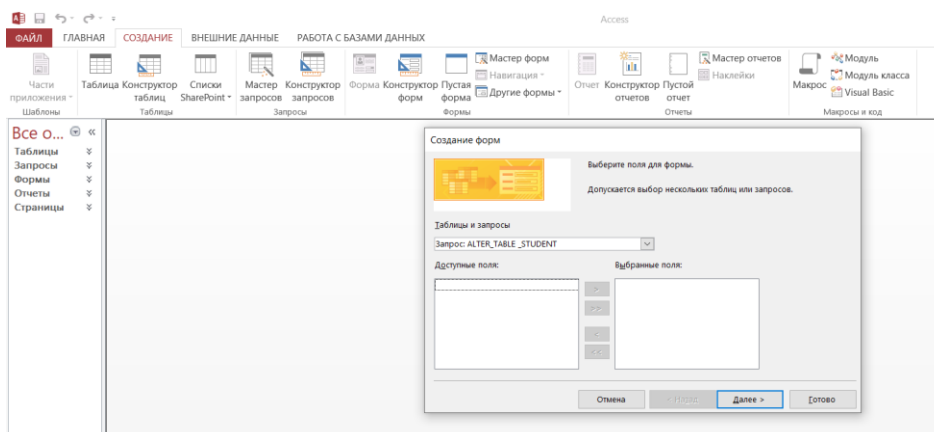 Access
ФАЙЛ ГЛАВНАЯ СОЗДАНИЕ ВНЕШНИЕ ДАННЫЕ РАБОТА С БАЗАМИ ДАННЫХ
Части приложения
Таблица
Конструктор таблиц
Списки SharePoint
Мастер запросов
Конструктор запросов
Форма
Конструктор форм
Пустая форма
Мастер форм
Навигация
Другие формы
Отчет
Конструктор отчетов
Пустой отчет
Мастер отчетов
Наклейки
Макрос
Модуль
Модуль класса
Visual Basic
Шаблоны Таблицы Запросы Формы Отчеты Макросы и код
Все о...
Таблицы
Запросы
Формы
Отчеты
Страницы
Создание форм
Выберите поля для формы.
Допускается выбор нескольких таблиц или запросов.
Таблицы и запросы
Запрос: ALTER_TABLE _STUDENT
Доступные поля: Выбранные поля:
>
>>
<
<<
Отмена < Назад Далее > Готово